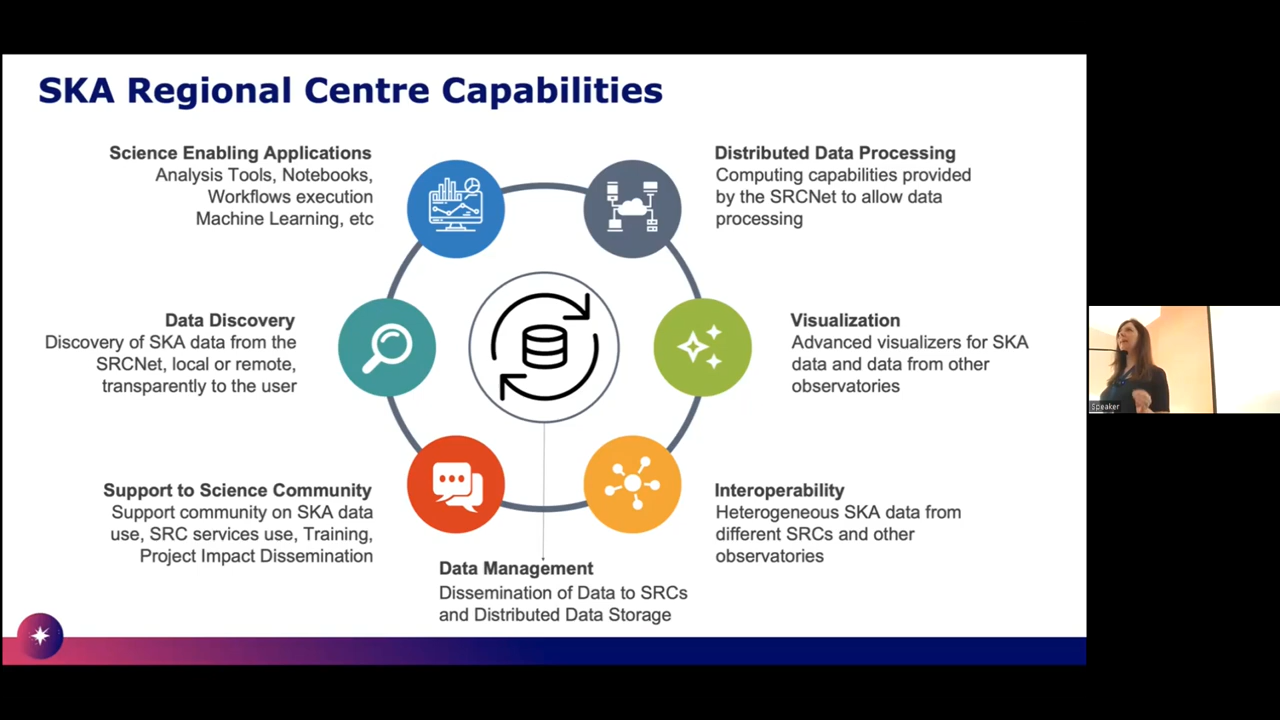 SKA Regional Centre Capabilities
Science Enabling Applications
Analysis Tools, Notebooks,
Workflows execution
Machine Learning, etc
Distributed Data Processing
Computing capabilities provided
by the SRCNet to allow data
processing
Data Discovery
Discovery of SKA data from the
SRCNet, local or remote,
transparently to the user
Visualization
Advanced visualizers for SKA
data and data from other
observatories
Support to Science Community
Support community on SKA data
use, SRC services use, Training,
Project Impact Dissemination
Interoperability
Heterogeneous SKA data from
different SRCs and other
observatories
Data Management
Dissemination of Data to SRCs
and Distributed Data Storage
Speaker